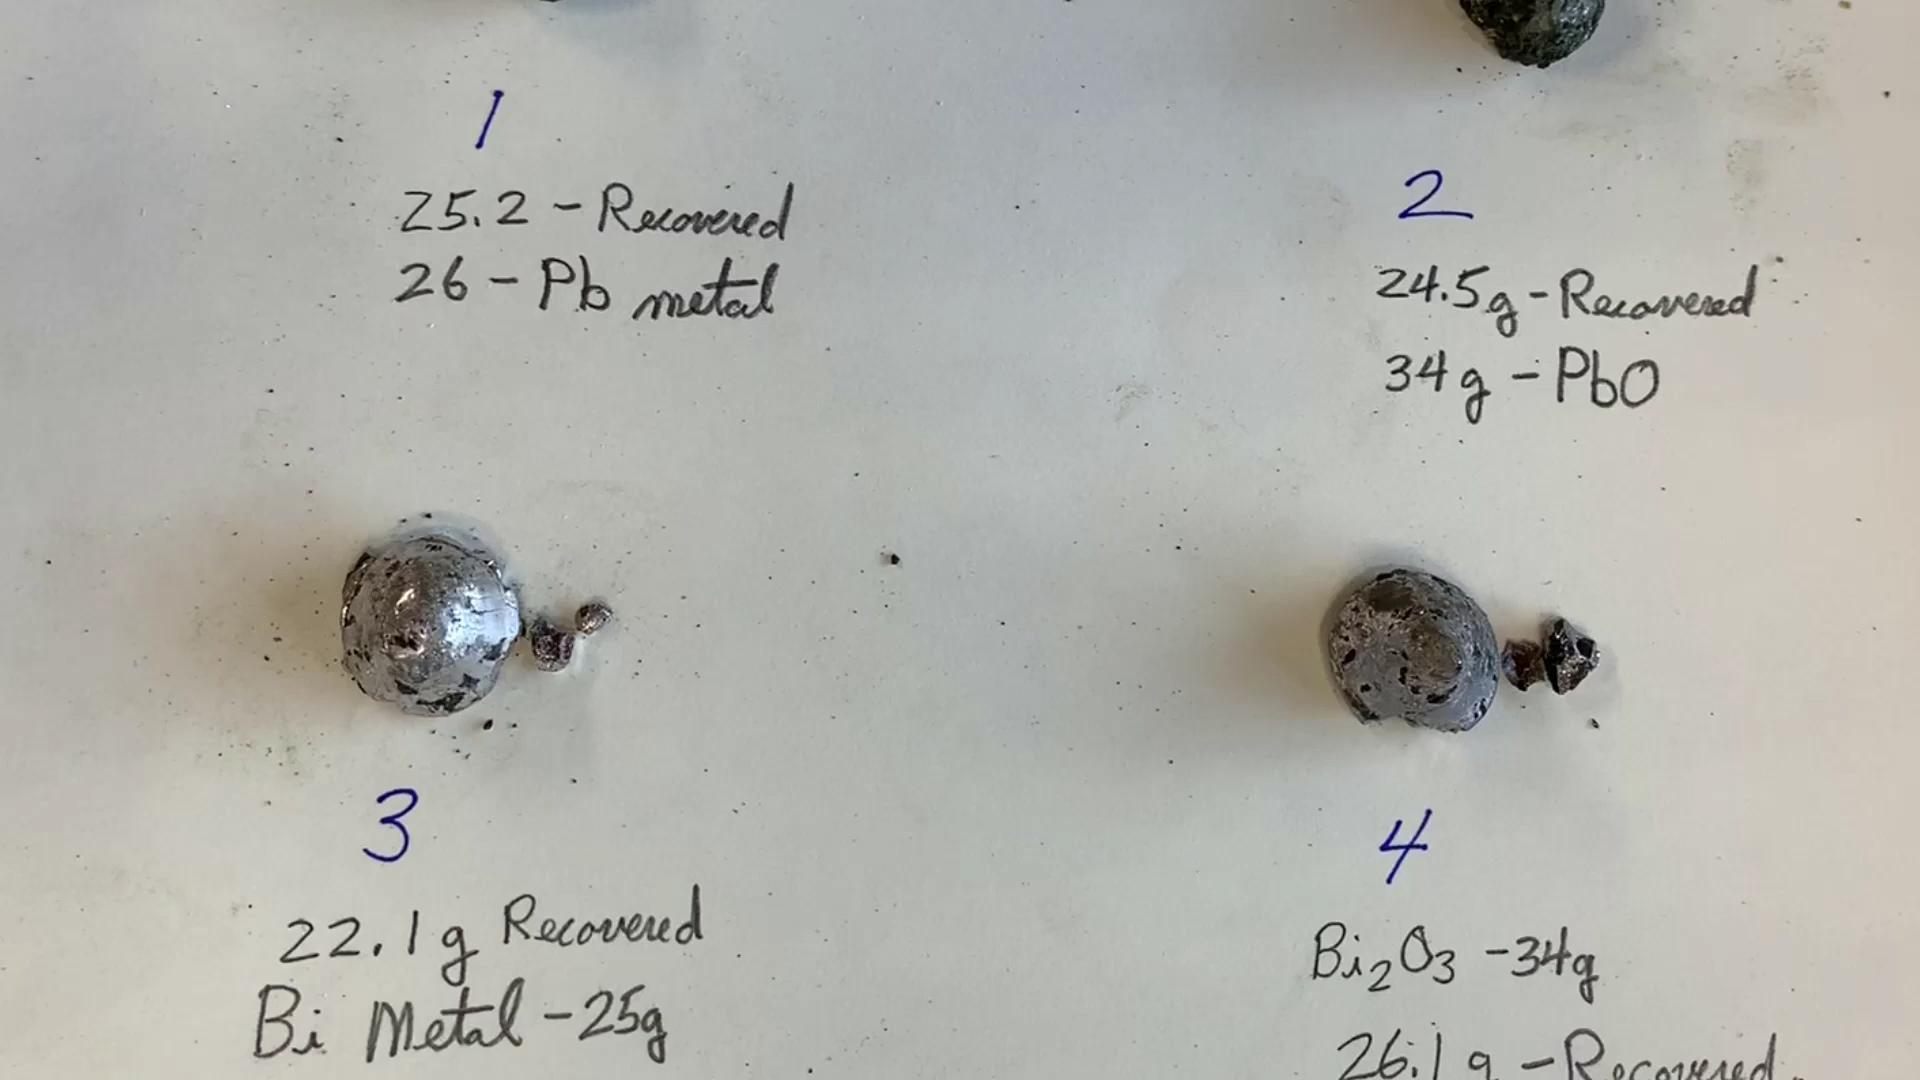 1
25.2 - Recovered
26 - Pb metal
2
24.5g - Recovered
34g - PbO
3
22.1g Recovered
Bi Metal - 25g
4
Bi₂O₃ - 34g
26.1g - Recovered